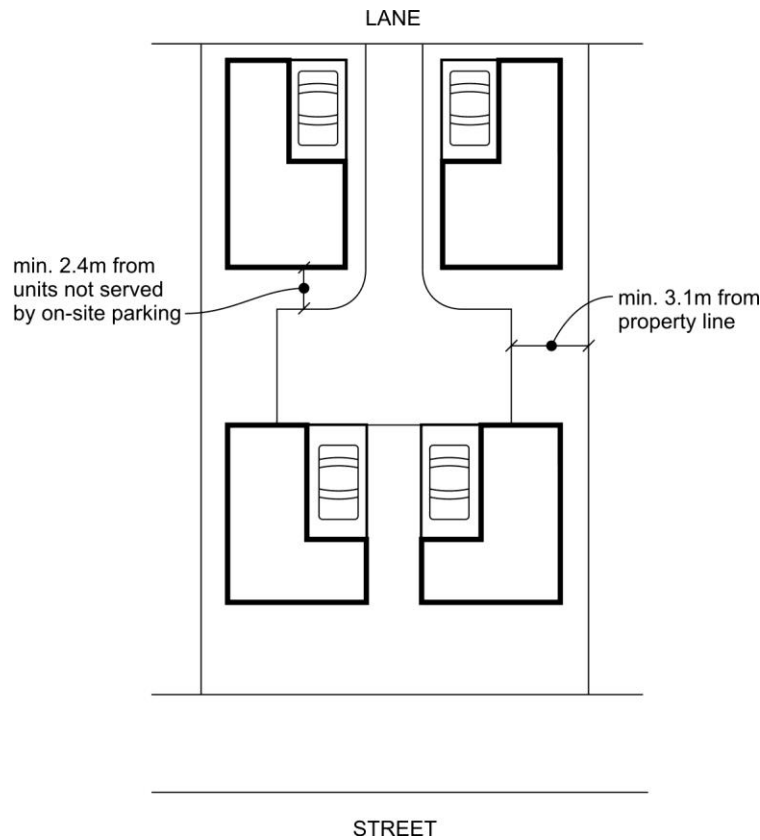 LANE
min. 2.4m from
units not served
by on-site parking
min. 3.1m from
property line
STREET